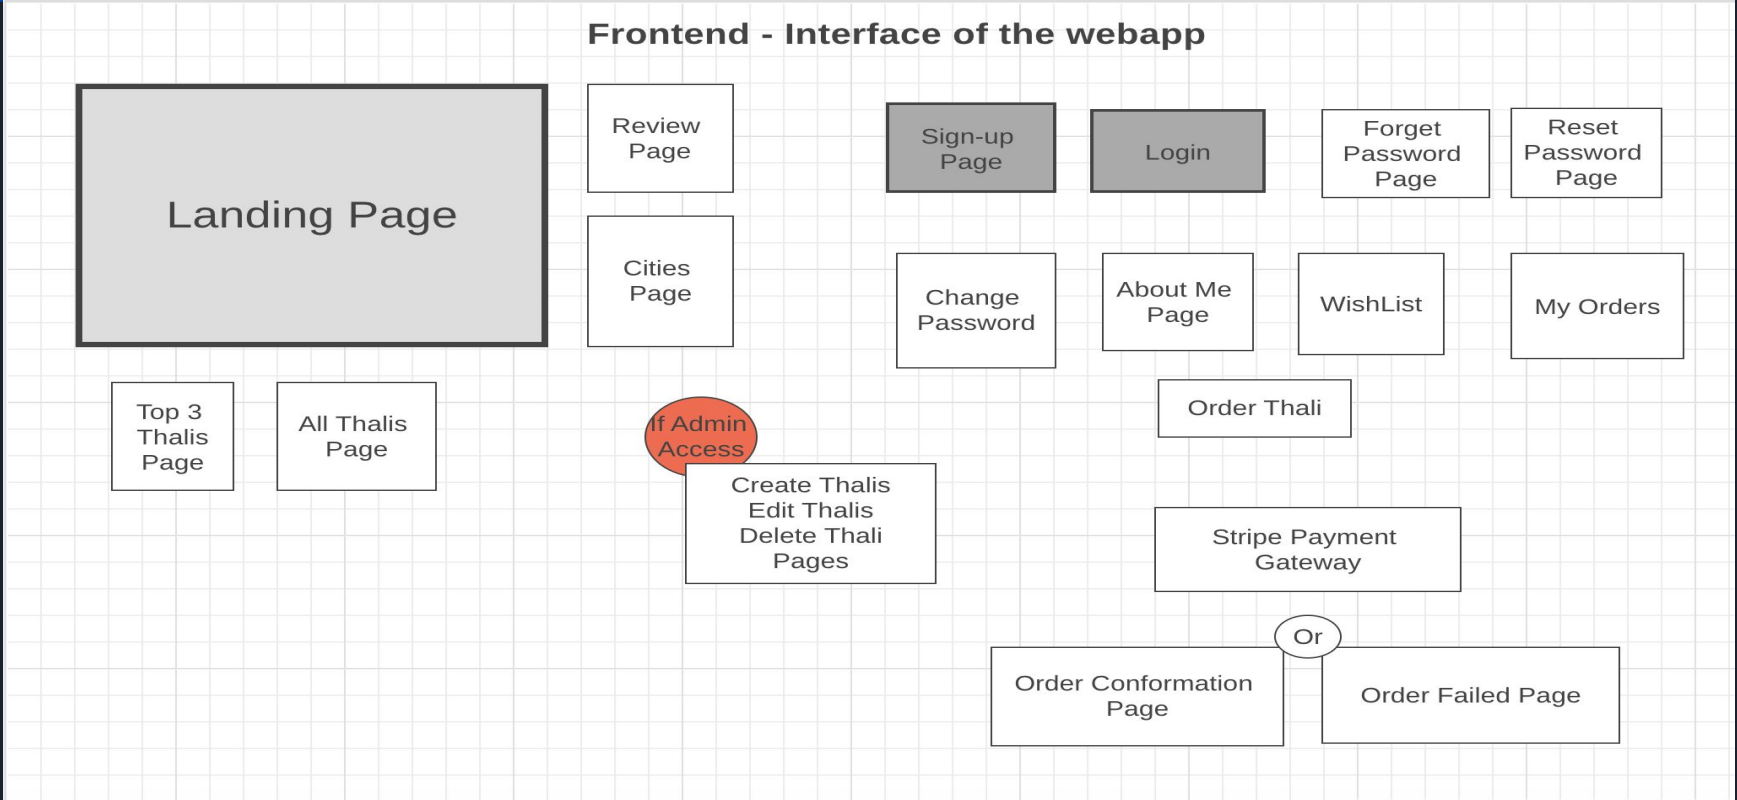 Frontend - Interface of the webapp
Landing Page
Review
Page
Cities
Page
Top 3
Thalis
Page
All Thalis
Page
Sign-up
Page
Login
Forget
Password
Page
Reset
Password
Page
Change
Password
About Me
Page
WishList
My Orders
Order Thali
If Admin
Access
Create Thalis
Edit Thalis
Delete Thali
Pages
Stripe Payment
Gateway
Or
Order Conformation
Page
Order Failed Page